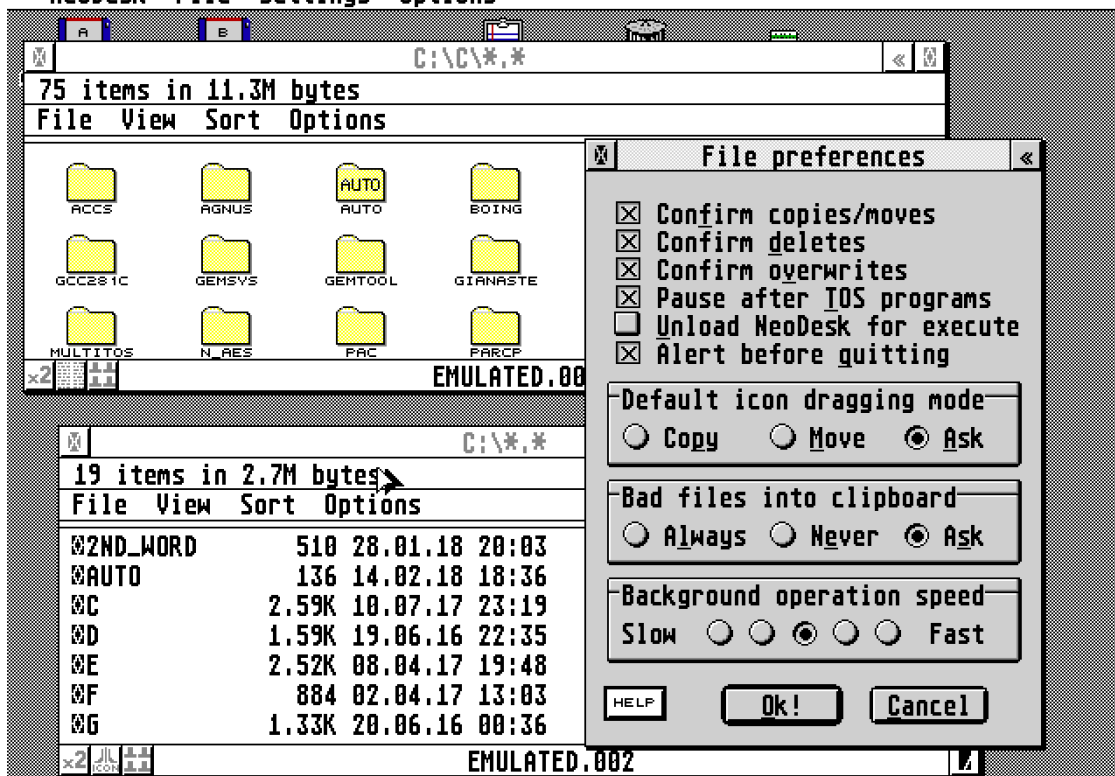 NeoDesk File Settings Options
A B
C:\C\*.*
75 items in 11.3M bytes
File View Sort Options
ACCS AGNUS AUTO AUTO BOING
GCC281C GEMSYS GEMTOOL GIANASTE
MULTITOS N_AES PAC PARCP
×2 EMULATED.00
File preferences
Confirm copies/moves
Confirm deletes
Confirm overwrites
Pause after TOS programs
Unload NeoDesk for execute
Alert before quitting
Default icon dragging mode
Copy Move Ask
Bad files into clipboard
Always Never Ask
Background operation speed
Slow Fast
HELP Ok! Cancel
C:\*.*
19 items in 2.7M bytes
File View Sort Options
2ND_WORD 510 28.01.18 20:03
AUTO 136 14.02.18 18:36
C 2.59K 10.07.17 23:19
D 1.59K 19.06.16 22:35
E 2.52K 08.04.17 19:48
F 884 02.04.17 13:03
G 1.33K 20.06.16 00:36
×2 ICON EMULATED.002